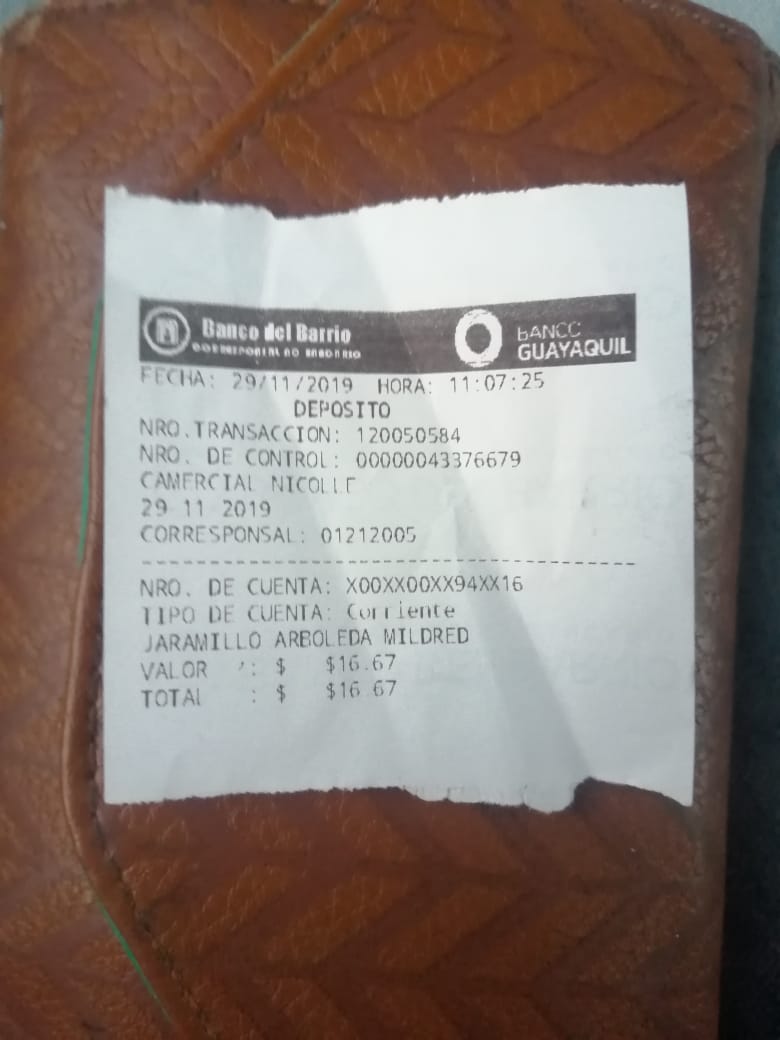 Banco del Barrio
BANCO
GUAYAQUIL
FECHA: 29/11/2019 HORA: 11:07:25
DEPOSITO
NRO.TRANSACCION: 120050584
NRO. DE CONTROL: 00000043376679
CAMERCIAL NICOLLE
29 11 2019
CORRESPONSAL: 01212005
NRO. DE CUENTA: X00XX00XX94XX16
TIPO DE CUENTA: Corriente
JARAMILLO ARBOLEDA MILDRED
VALOR : $ $16.67
TOTAL : $ $16.67